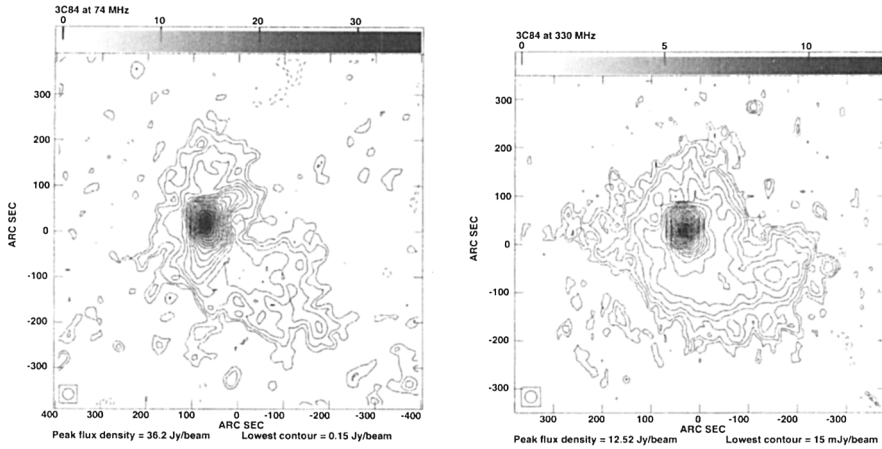 3C84 at 74 MHz
0 10 20 30
300
200
100
0
-100
-200
-300
ARC SEC
400 300 200 100 0 -100 -200 -300 -400
ARC SEC
Peak flux density = 36.2 Jy/beam Lowest contour = 0.15 Jy/beam
3C84 at 330 MHz
0 5 10
300
200
100
0
-100
-200
-300
ARC SEC
300 200 100 0 -100 -200 -300
ARC SEC
Peak flux density = 12.52 Jy/beam Lowest contour = 15 mJy/beam